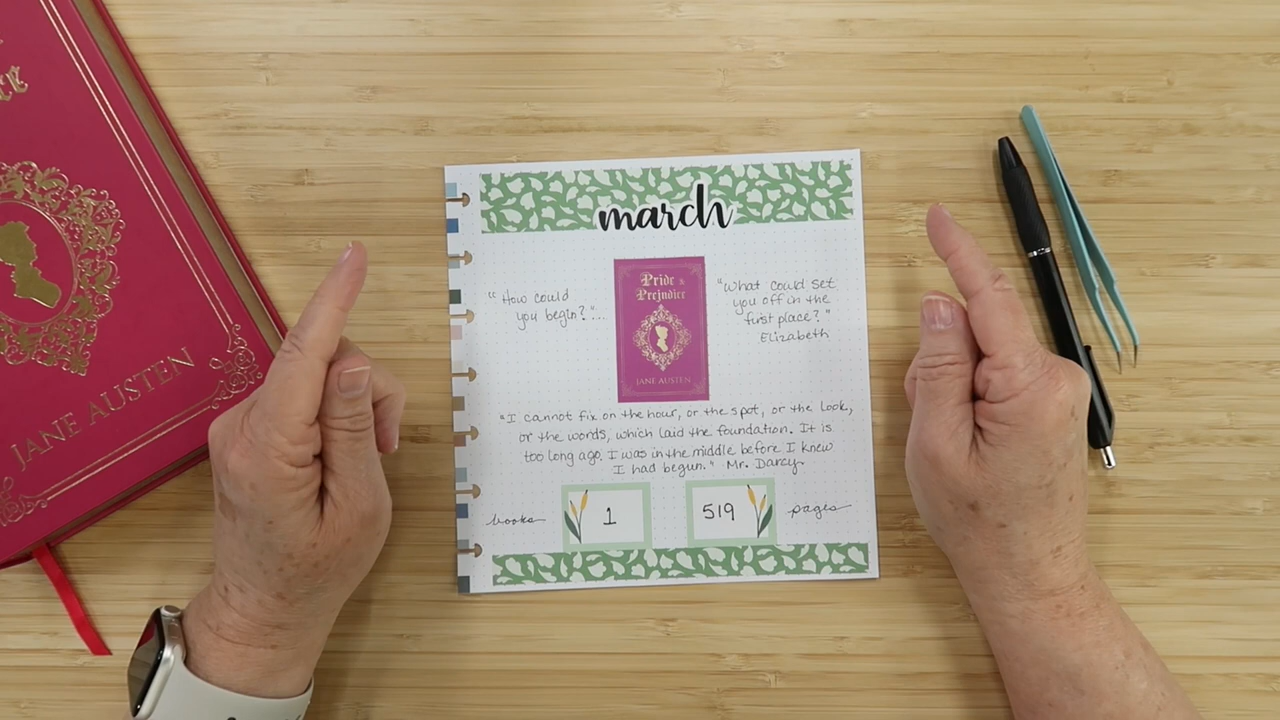 JANE AUSTEN
march
Pride &
Prejudice
JANE AUSTEN
"How could
you begin?"...
"What could set
you off in the
first place?"
Elizabeth
"I cannot fix on the hour, or the spot, or the look,
or the words, which laid the foundation. It is
too long ago. I was in the middle before I knew
I had begun." Mr. Darcy
books
1
519
pages